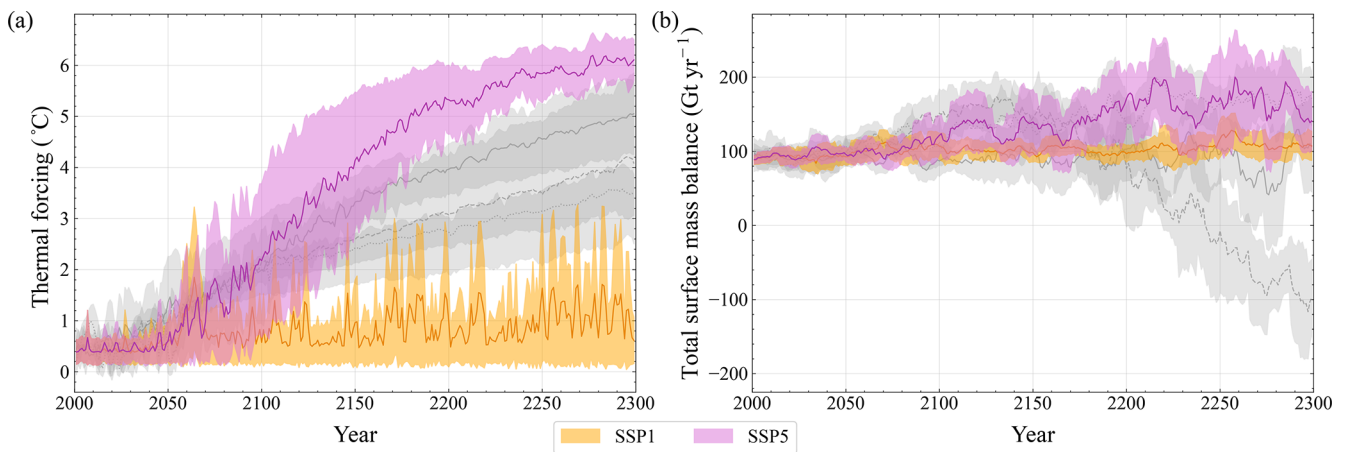 (a)
Thermal forcing (°C)
6
5
4
3
2
1
0
2000 2050 2100 2150 2200 2250 2300
Year
(b)
Total surface mass balance (Gt yr⁻¹)
200
100
0
−100
−200
2000 2050 2100 2150 2200 2250 2300
Year
SSP1 SSP5